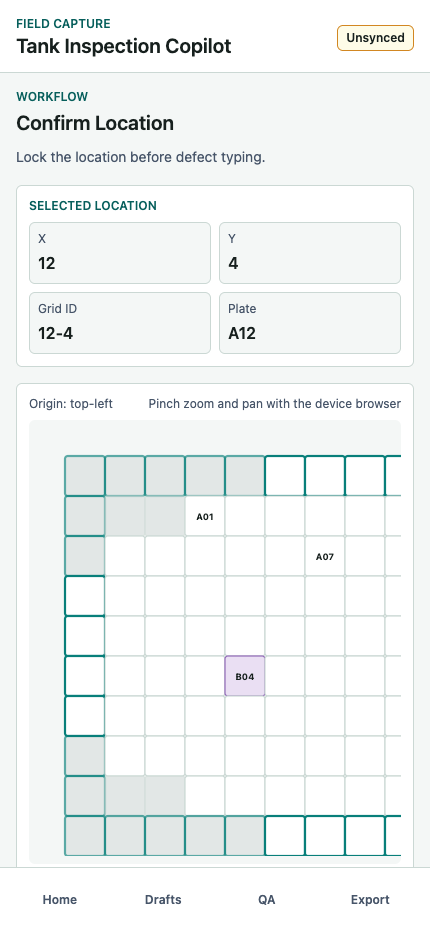 FIELD CAPTURE
Tank Inspection Copilot
Unsynced
WORKFLOW
Confirm Location
Lock the location before defect typing.
SELECTED LOCATION
X
12
Y
4
Grid ID
12-4
Plate
A12
Origin: top-left
Pinch zoom and pan with the device browser
A01
A07
B04
Home
Drafts
QA
Export